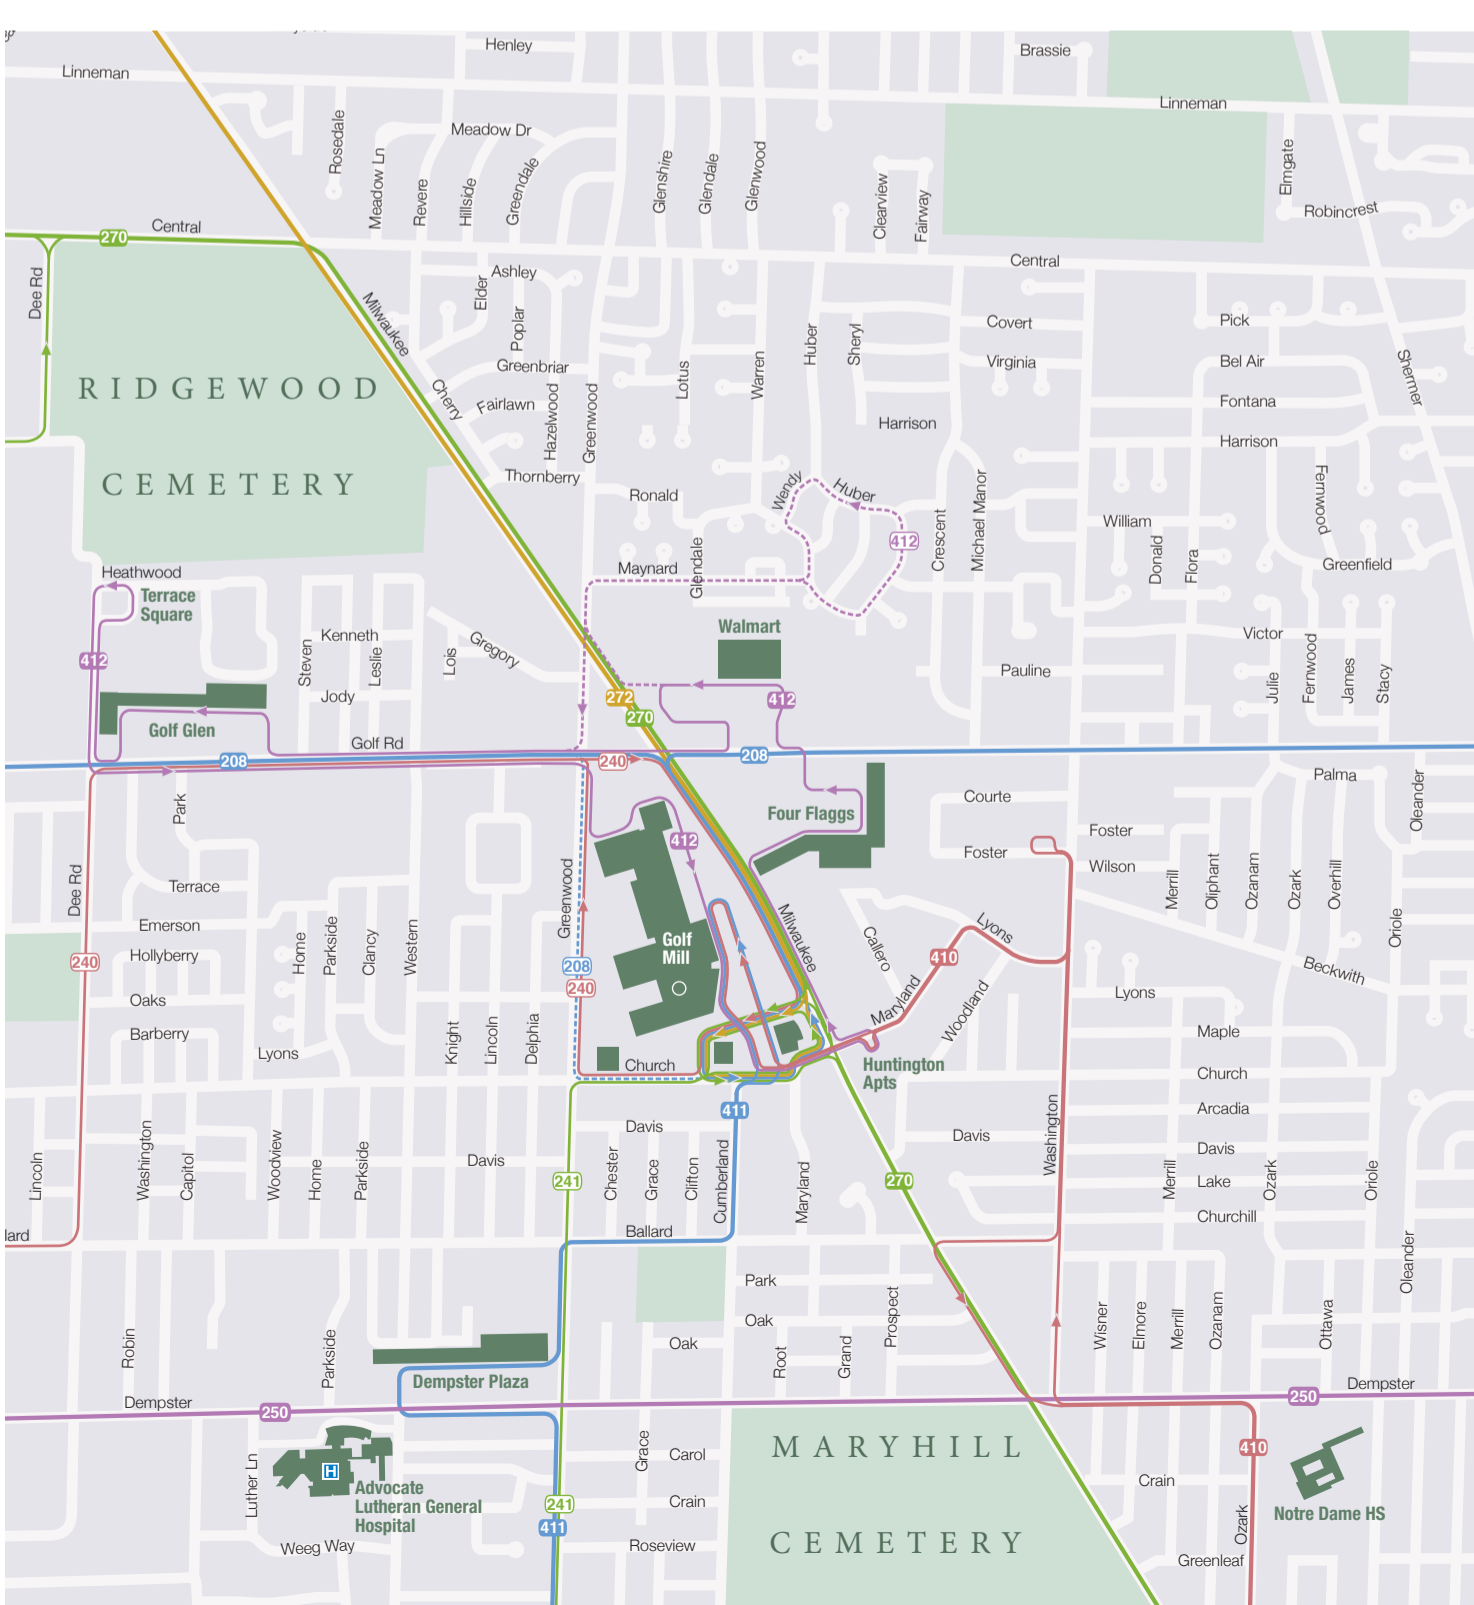 Henley
Brassie
Linneman
Linneman
Rosedale
Meadow Dr
Meadow Ln
Revere
Hillside
Greendale
Glenshire
Glendale
Glenwood
Clearview
Fairway
Elmgate
Robincrest
Central
270
Central
Dee Rd
Milwaukee
Ashley
Elder
Poplar
Greenbriar
Cherry
Fairlawn
Hazelwood
Greenwood
Thornberry
Lotus
Warren
Huber
Sheryl
Covert
Virginia
Harrison
Pick
Bel Air
Fontana
Harrison
Shermer
RIDGEWOOD
CEMETERY
Ronald
Wendy
Huber
412
Crescent
Michael Manor
William
Donald
Flora
Fernwood
Greenfield
Maynard
Glendale
Heathwood
Terrace
Square
412
Kenneth
Steven
Leslie
Jody
Lois
Gregory
Walmart
Pauline
Victor
Julie
Fernwood
James
Stacy
272
270
412
Golf Glen
Golf Rd
208
240
208
Palma
Oleander
Park
Four Flaggs
Courte
Foster
Foster
Wilson
Merrill
Oliphant
Ozanam
Ozark
Overhill
Oriole
412
Dee Rd
Terrace
Emerson
Hollyberry
Oaks
Barberry
Lyons
Home
Parkside
Clancy
Western
Greenwood
240
208
240
Golf
Mill
Milwaukee
Callero
Lyons
410
Maryland
Woodland
Beckwith
Lyons
Maple
Knight
Lincoln
Delphia
Church
Huntington
Apts
Church
Arcadia
Davis
Lake
Churchill
411
Davis
Davis
Washington
Lincoln
Washington
Capitol
Woodview
Home
Parkside
Davis
241
Chester
Grace
Clifton
Cumberland
Maryland
270
Merrill
Ozark
Oriole
lard
Ballard
Oleander
Park
Oak
Oak
Root
Grand
Prospect
Wisner
Elmore
Merrill
Ozanam
Ottawa
Robin
Parkside
Dempster Plaza
Dempster
250
250
Dempster
Luther Ln
H
Advocate
Lutheran General
Hospital
Weeg Way
241
411
Grace
Carol
Crain
Roseview
MARYHILL
CEMETERY
410
Crain
Ozark
Greenleaf
Notre Dame HS